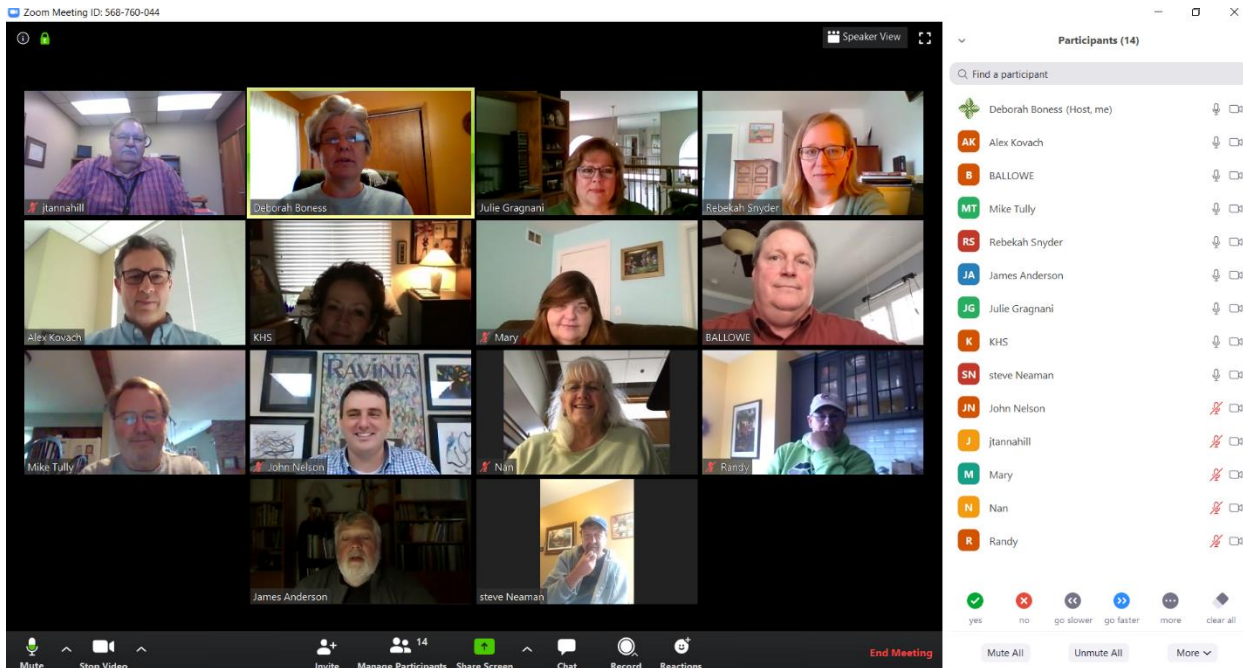 Zoom Meeting ID: 568-760-044
Speaker View
jtannahill
Deborah Boness
Julie Gragnani
Rebekah Snyder
Alex Kovach
KHS
Mary
BALLOWE
Mike Tully
RAVINIA
John Nelson
Nan
Randy
James Anderson
steve Neaman
Mute
Stop Video
Invite
14
Manage Participants
Share Screen
Chat
Record
Reactions
End Meeting
Participants (14)
Find a participant
Deborah Boness (Host, me)
AK Alex Kovach
B BALLOWE
MT Mike Tully
RS Rebekah Snyder
JA James Anderson
JG Julie Gragnani
K KHS
SN steve Neaman
JN John Nelson
J jtannahill
M Mary
N Nan
R Randy
yes no go slower go faster more clear all
Mute All Unmute All More